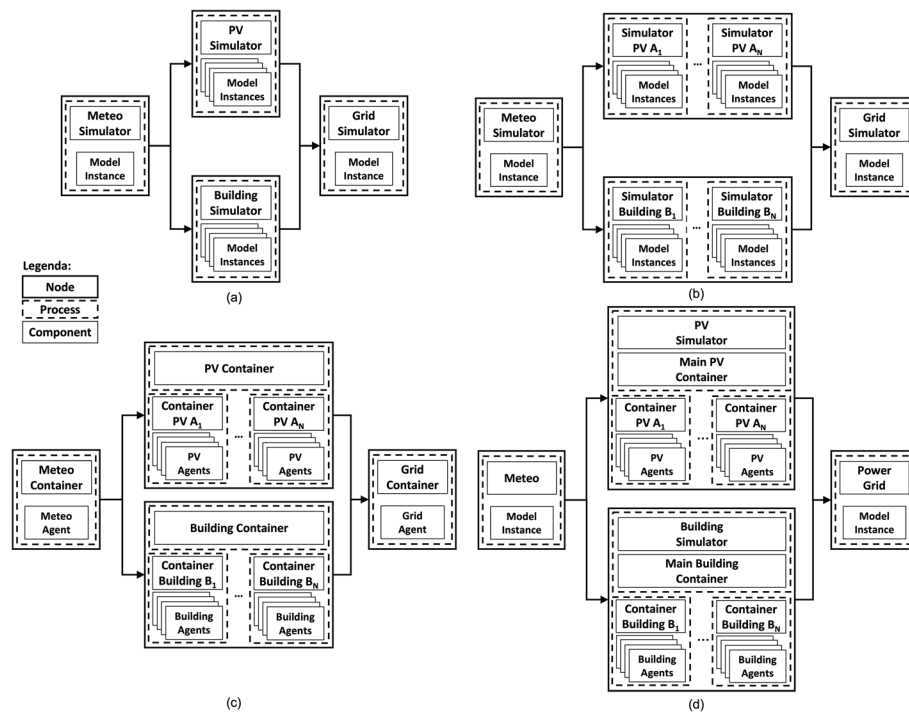 PV
Simulator
Model
Instances
Meteo
Simulator
Model
Instance
Grid
Simulator
Model
Instance
Building
Simulator
Model
Instances
(a)
Simulator
PV A1
Model
Instances
...
Simulator
PV AN
Model
Instances
Meteo
Simulator
Model
Instance
Grid
Simulator
Model
Instance
Simulator
Building B1
Model
Instances
...
Simulator
Building BN
Model
Instances
(b)
Legenda:
Node
Process
Component
PV Container
Container
PV A1
PV
Agents
...
Container
PV AN
PV
Agents
Meteo
Container
Meteo
Agent
Grid
Container
Grid
Agent
Building Container
Container
Building B1
Building
Agents
...
Container
Building BN
Building
Agents
(c)
PV
Simulator
Main PV
Container
Container
PV A1
PV
Agents
...
Container
PV AN
PV
Agents
Meteo
Model
Instance
Power
Grid
Model
Instance
Building
Simulator
Main Building
Container
Container
Building B1
Building
Agents
...
Container
Building BN
Building
Agents
(d)